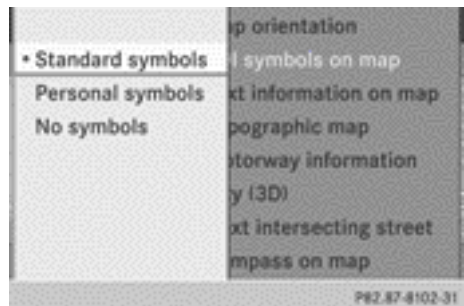 p orientation
• Standard symbols
l symbols on map
Personal symbols
xt information on map
No symbols
pographic map
torway information
y (3D)
xt intersecting street
mpass on map
P82.87-8102-31